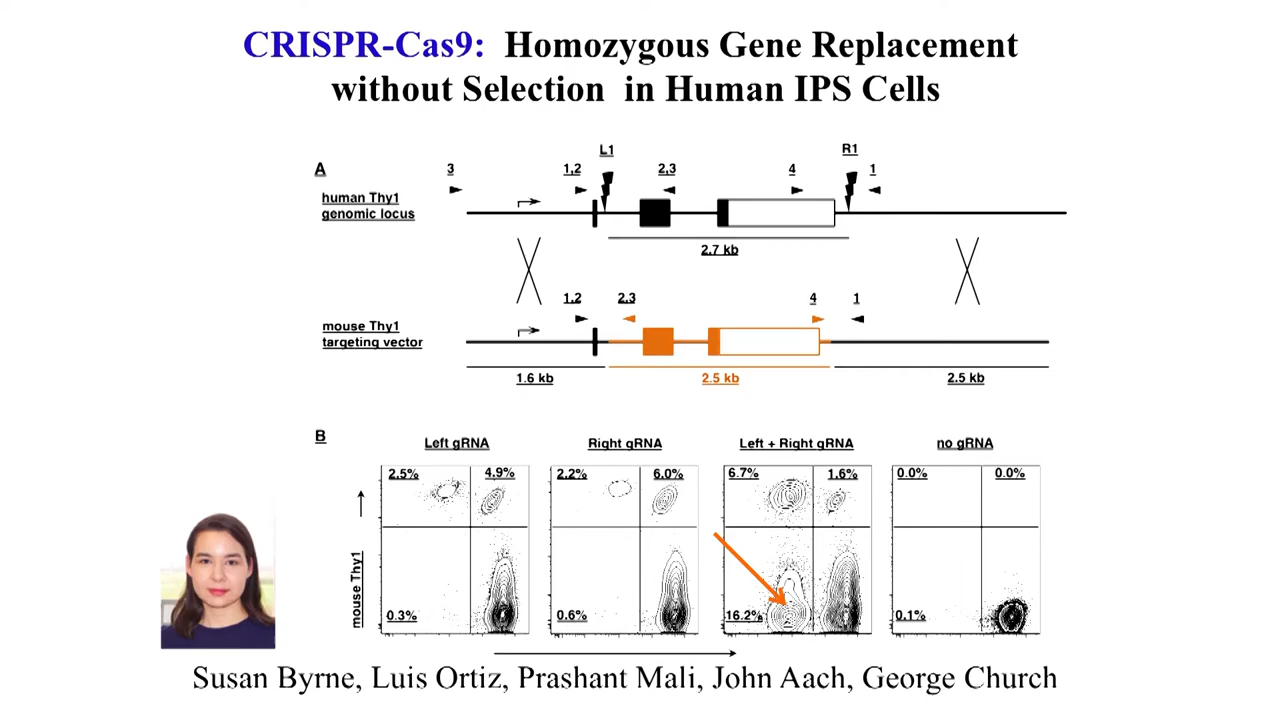 CRISPR-Cas9: Homozygous Gene Replacement
without Selection in Human IPS Cells
A
human Thy1
genomic locus
3
1,2
L1
2,3
4
R1
1
2.7 kb
mouse Thy1
targeting vector
1,2
2,3
4
1
1.6 kb
2.5 kb
2.5 kb
B
Left gRNA
Right gRNA
Left + Right gRNA
no gRNA
2.5%
4.9%
2.2%
6.0%
6.7%
1.6%
0.0%
0.0%
mouse Thy1
0.3%
0.6%
16.2%
0.1%
Susan Byrne, Luis Ortiz, Prashant Mali, John Aach, George Church